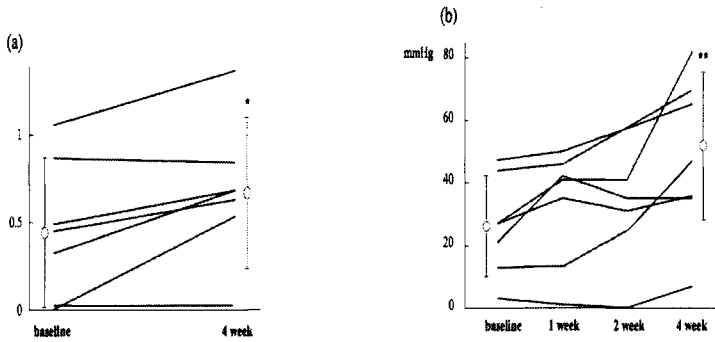 (a)
1
0.5
0
baseline
4 week
*
(b)
mmHg
80
60
40
20
0
baseline
1 week
2 week
4 week
**